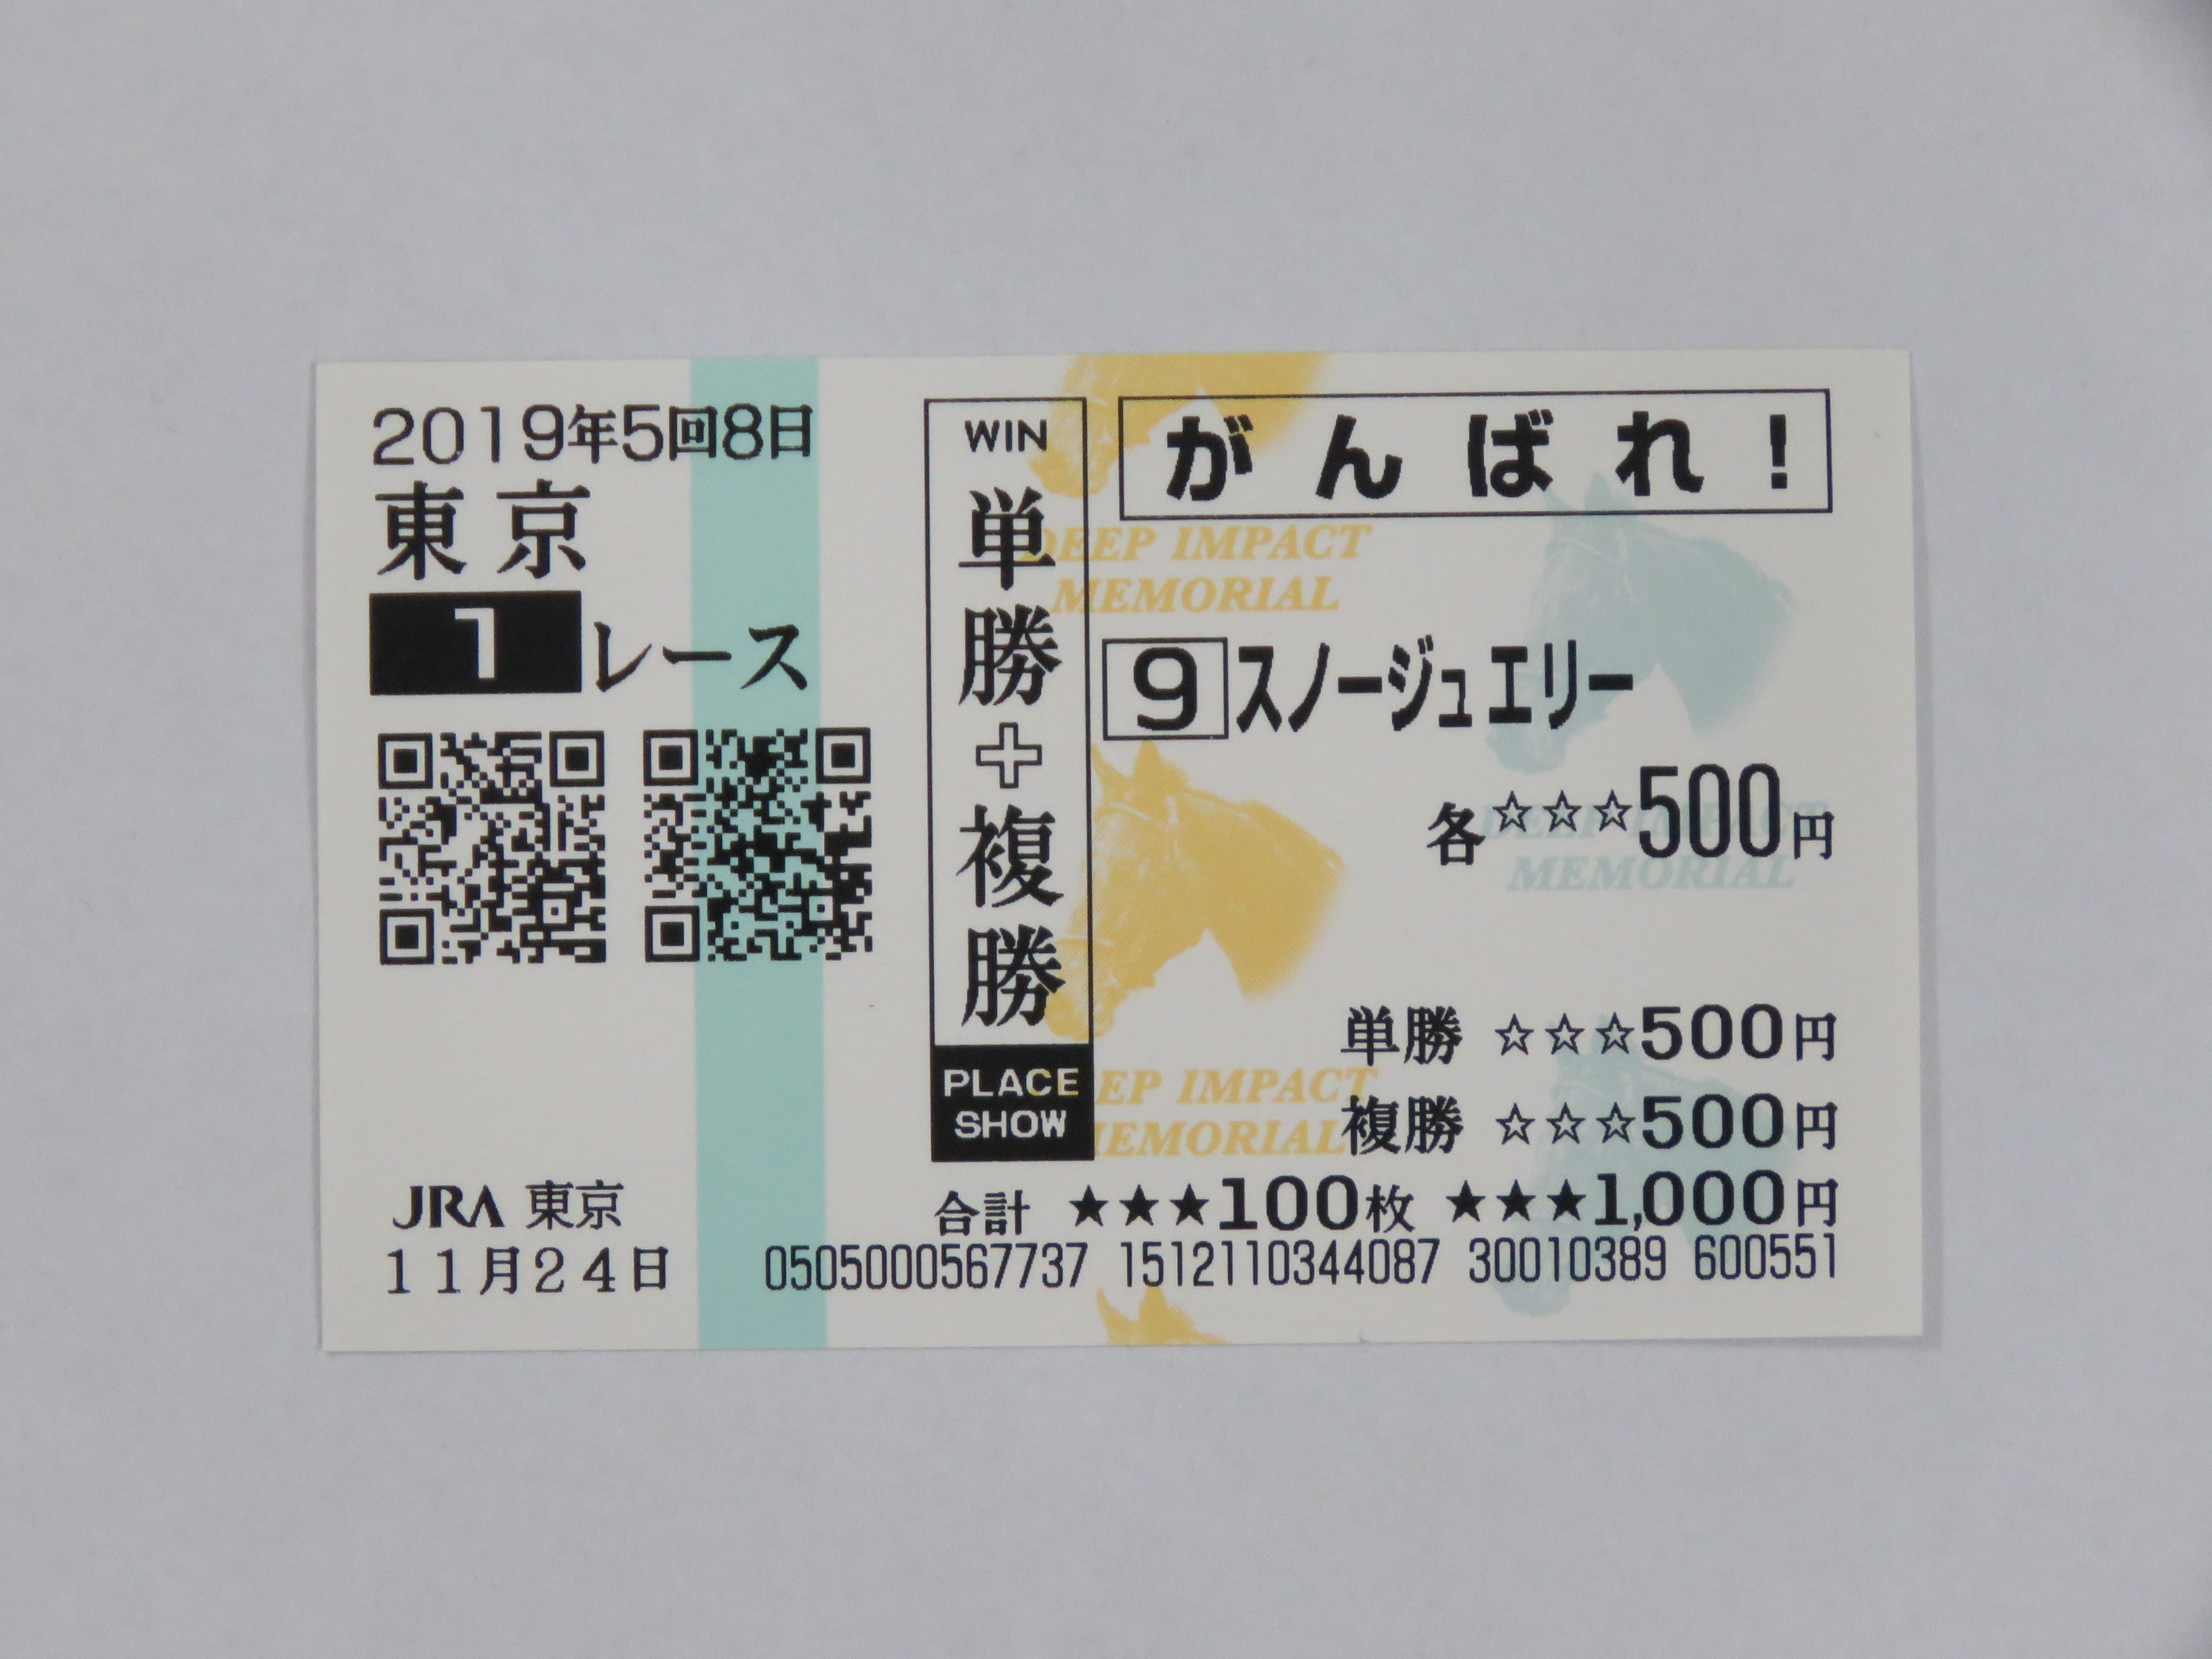 2019年5回8日
東京
1レース
JRA 東京
11月24日
WIN
単勝+複勝
PLACE
SHOW
がんばれ!
DEEP IMPACT
MEMORIAL
9 スノージュエリー
各☆☆☆500円
DEEP IMPACT
MEMORIAL
単勝 ☆☆☆500円
DEEP IMPACT
複勝 ☆☆☆500円
MEMORIAL
合計 ★★★100枚 ★★★1,000円
0505000567737 1512110344087 30010389 600551